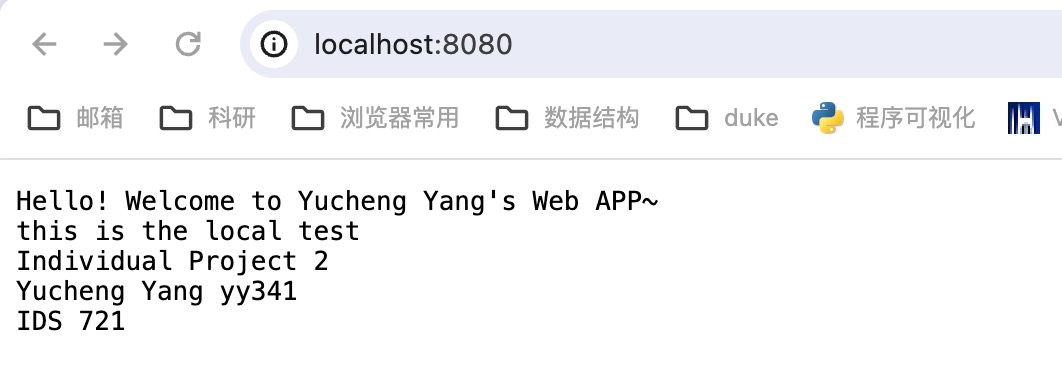 localhost:8080
邮箱 科研 浏览器常用 数据结构 duke 程序可视化
Hello! Welcome to Yucheng Yang's Web APP~
this is the local test
Individual Project 2
Yucheng Yang yy341
IDS 721